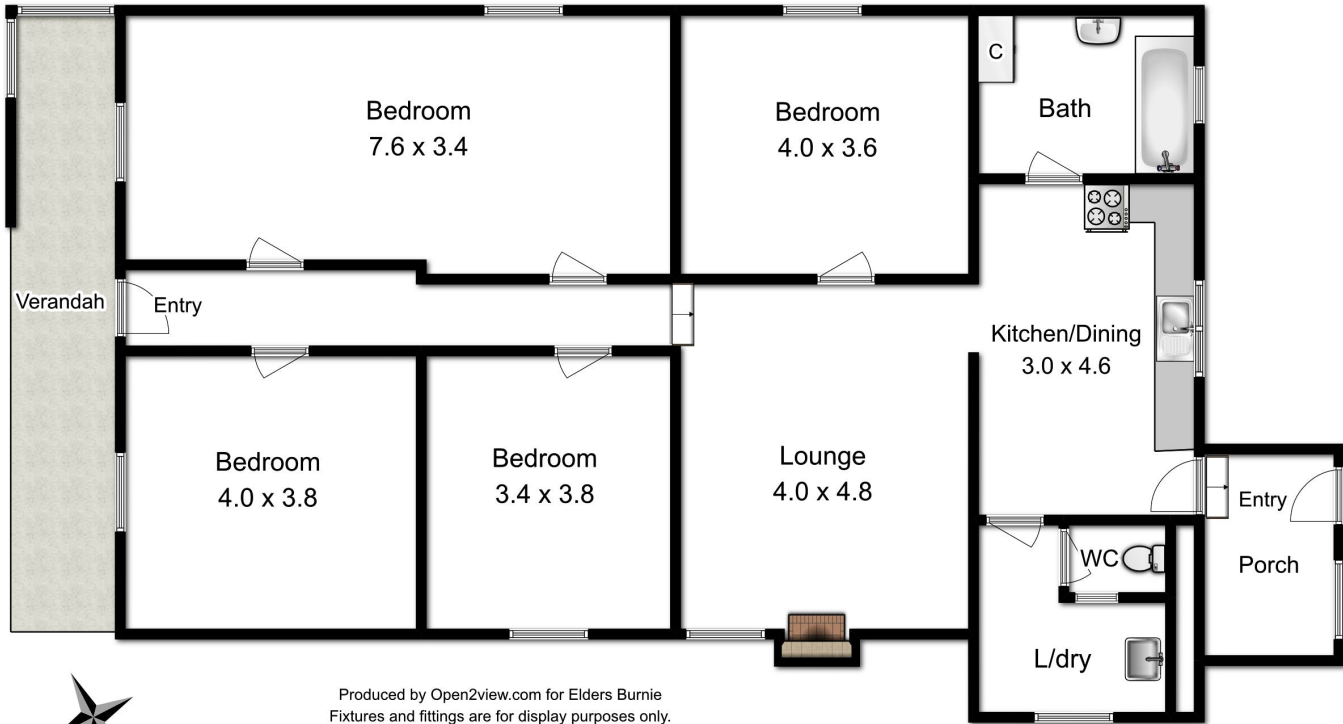 Bedroom
7.6 x 3.4
Bedroom
4.0 x 3.6
C
Bath
Verandah
Entry
Kitchen/Dining
3.0 x 4.6
Bedroom
4.0 x 3.8
Bedroom
3.4 x 3.8
Lounge
4.0 x 4.8
Entry
Porch
WC
L/dry
Produced by Open2view.com for Elders Burnie
Fixtures and fittings are for display purposes only.